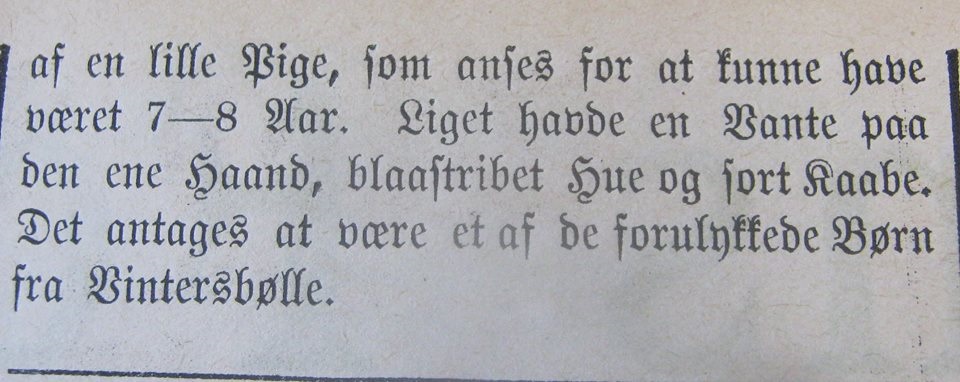 af en lille Pige, som anses for at kunne have
været 7—8 Aar. Liget havde en Vante paa
den ene Haand, blaastribet Hue og sort Kaabe.
Det antages at være et af de forulykkede Børn
fra Vintersbølle.